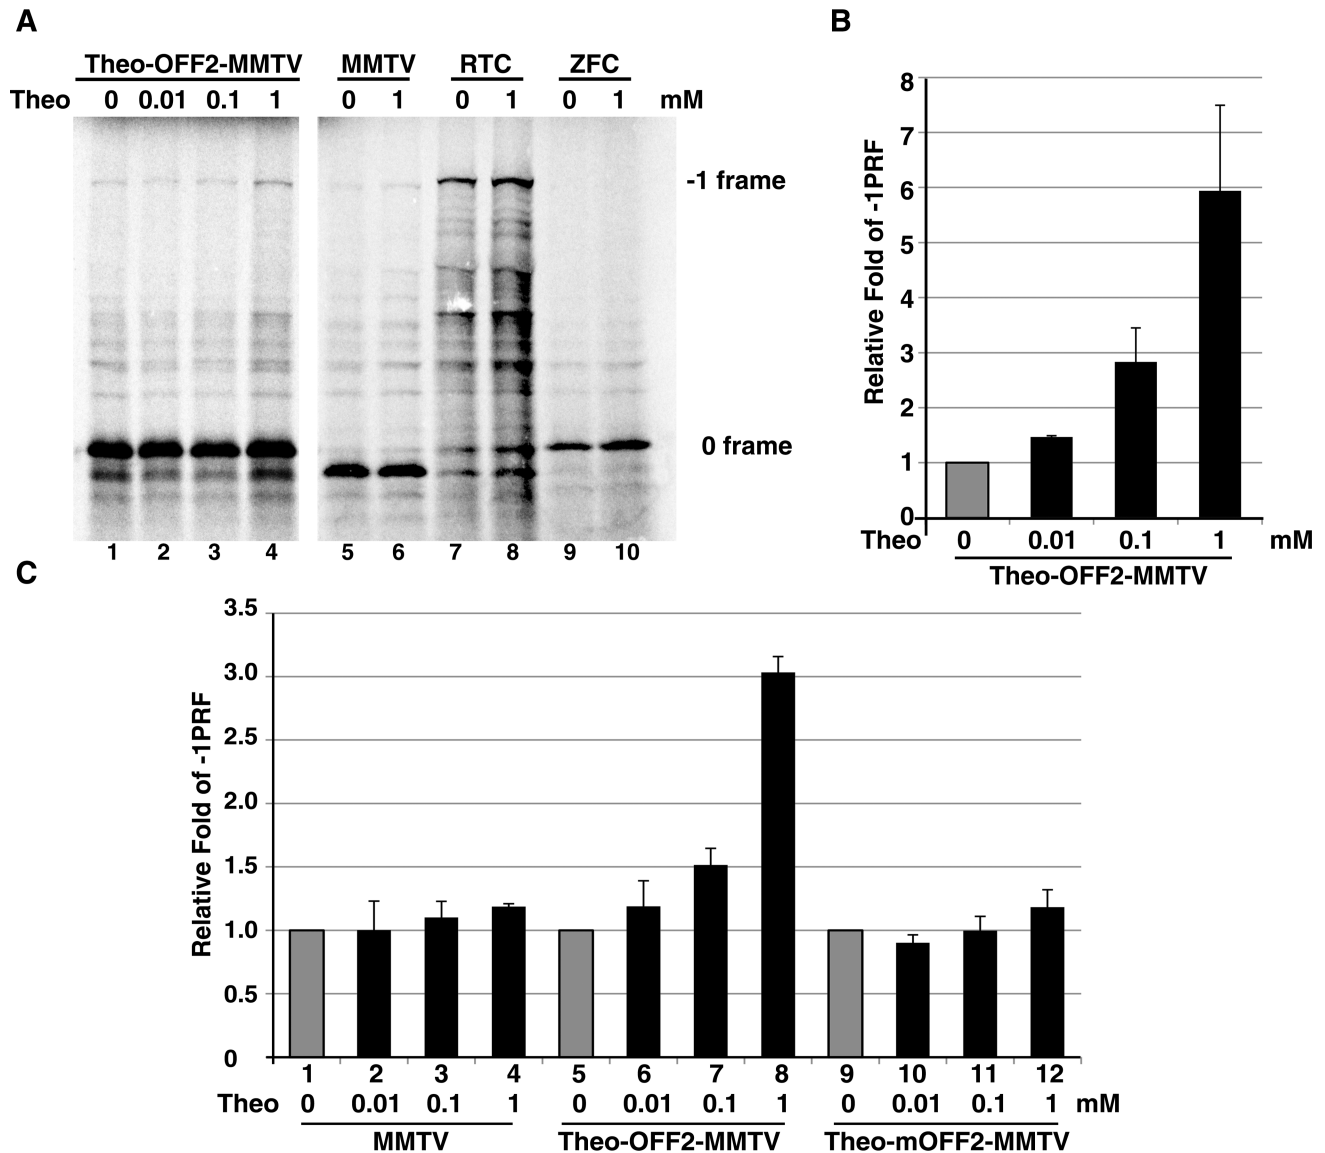 A
Theo-OFF2-MMTV MMTV RTC ZFC
Theo 0 0.01 0.1 1 0 1 0 1 0 1 mM
-1 frame
0 frame
1 2 3 4 5 6 7 8 9 10
B
Relative Fold of -1PRF
8
7
6
5
4
3
2
1
0
Theo 0 0.01 0.1 1 mM
Theo-OFF2-MMTV
C
Relative Fold of -1PRF
3.5
3.0
2.5
2.0
1.5
1.0
0.5
0
1 2 3 4 5 6 7 8 9 10 11 12
Theo 0 0.01 0.1 1 0 0.01 0.1 1 0 0.01 0.1 1 mM
MMTV Theo-OFF2-MMTV Theo-mOFF2-MMTV